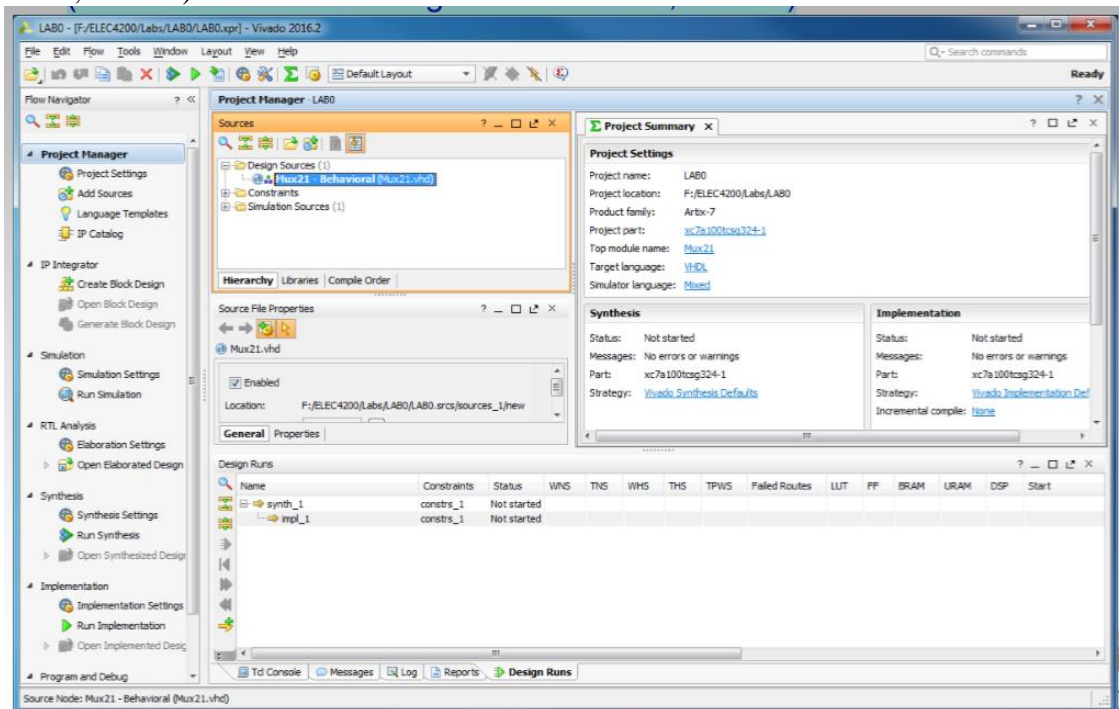 LAB0 - [F:/ELEC4200/Labs/LAB0/LAB0.xpr] - Vivado 2016.2
File Edit Flow Tools Window Layout View Help
Search commands
Default Layout
Ready
Flow Navigator
Project Manager
Project Settings
Add Sources
Language Templates
IP Catalog
IP Integrator
Create Block Design
Open Block Design
Generate Block Design
Simulation
Simulation Settings
Run Simulation
RTL Analysis
Elaboration Settings
Open Elaborated Design
Synthesis
Synthesis Settings
Run Synthesis
Open Synthesized Desigr
Implementation
Implementation Settings
Run Implementation
Open Implemented Desig
Program and Debug
Project Manager - LAB0
Sources
Design Sources (1)
Mux21 - Behavioral (Mux21.vhd)
Constraints
Simulation Sources (1)
Hierarchy Libraries Compile Order
Source File Properties
Mux21.vhd
Enabled
Location: F:/ELEC4200/Labs/LAB0/LAB0.srcs/sources_1/new
General Properties
Project Summary
Project Settings
Project name: LAB0
Project location: F:/ELEC4200/Labs/LAB0
Product family: Artix-7
Project part: xc7a100tcsg324-1
Top module name: Mux21
Target language: VHDL
Simulator language: Mixed
Synthesis
Status: Not started
Messages: No errors or warnings
Part: xc7a100tcsg324-1
Strategy: Vivado Synthesis Defaults
Implementation
Status: Not started
Messages: No errors or warnings
Part: xc7a100tcsg324-1
Strategy: Vivado Implementation Def
Incremental compile: None
Design Runs
Name Constraints Status WNS TNS WHS THS TPWS Failed Routes LUT FF BRAM URAM DSP Start
synth_1 constrs_1 Not started
impl_1 constrs_1 Not started
Tcl Console Messages Log Reports Design Runs
Source Node: Mux21 - Behavioral (Mux21.vhd)